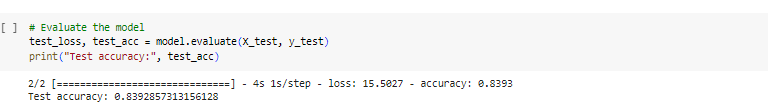 [ ] # Evaluate the model
test_loss, test_acc = model.evaluate(X_test, y_test)
print("Test accuracy:", test_acc)
2/2 [==============================] - 4s 1s/step - loss: 15.5027 - accuracy: 0.8393
Test accuracy: 0.8392857313156128